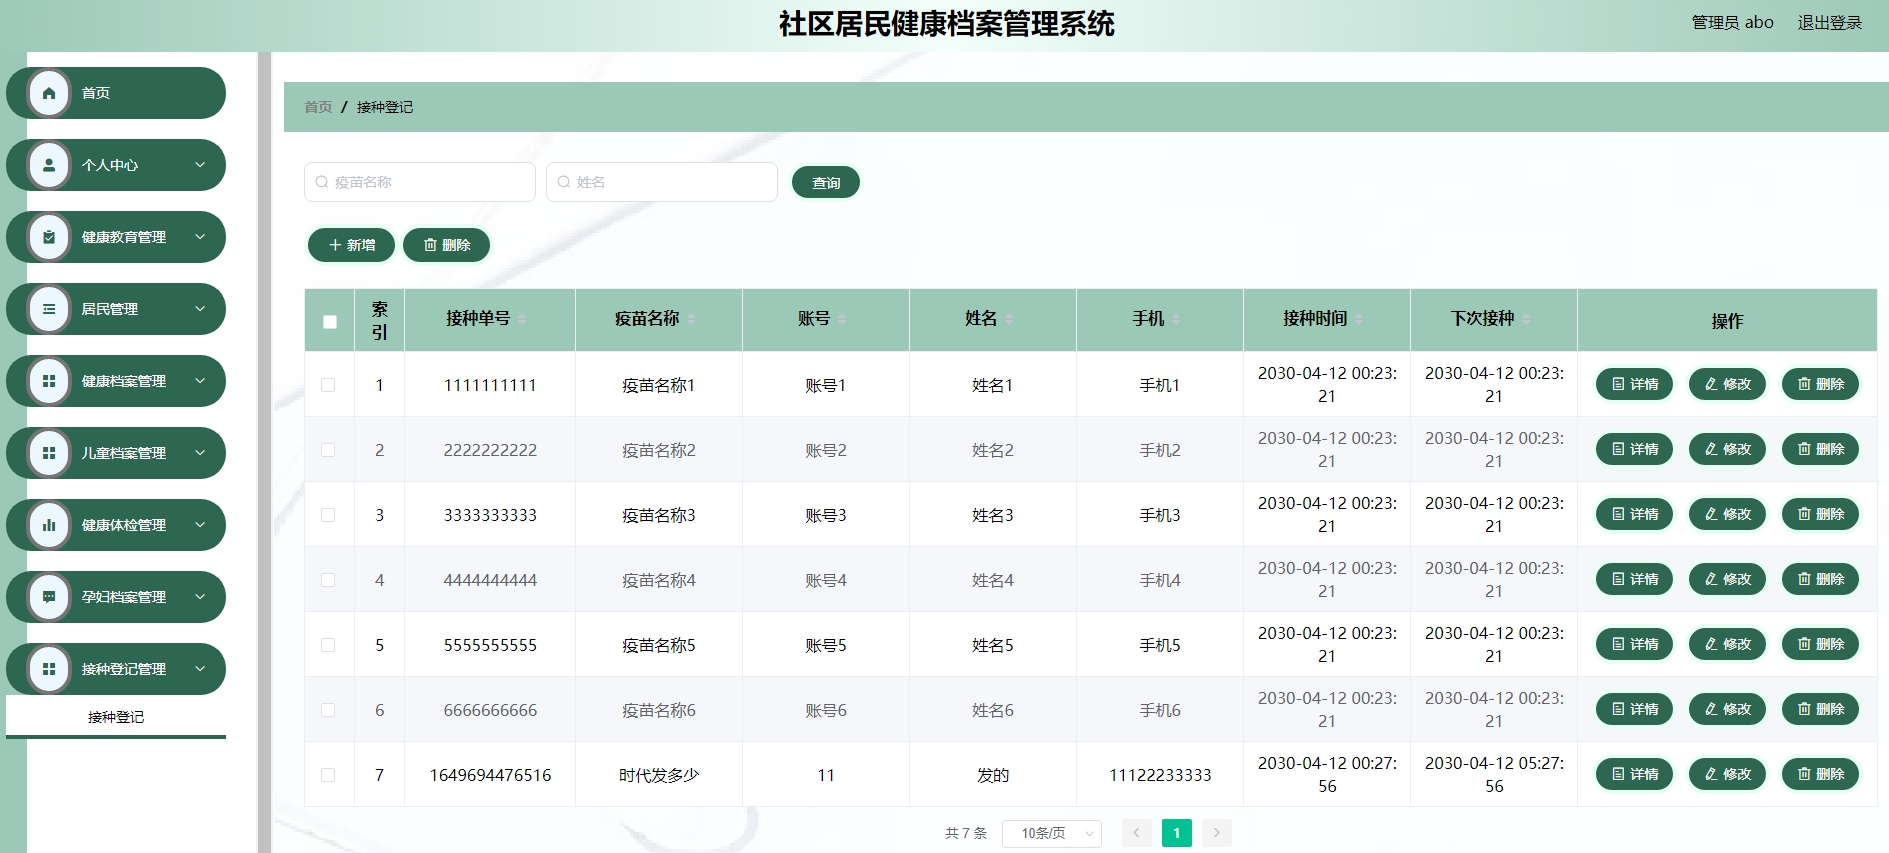 社区居民健康档案管理系统
管理员 abo 退出登录
首页
个人中心
健康教育管理
居民管理
健康档案管理
儿童档案管理
健康体检管理
孕妇档案管理
接种登记管理
接种登记
首页 / 接种登记
疫苗名称 姓名 查询
新增 删除
索引 接种单号 疫苗名称 账号 姓名 手机 接种时间 下次接种 操作
1 1111111111 疫苗名称1 账号1 姓名1 手机1 2030-04-12 00:23:21 2030-04-12 00:23:21 详情 修改 删除
2 2222222222 疫苗名称2 账号2 姓名2 手机2 2030-04-12 00:23:21 2030-04-12 00:23:21 详情 修改 删除
3 3333333333 疫苗名称3 账号3 姓名3 手机3 2030-04-12 00:23:21 2030-04-12 00:23:21 详情 修改 删除
4 4444444444 疫苗名称4 账号4 姓名4 手机4 2030-04-12 00:23:21 2030-04-12 00:23:21 详情 修改 删除
5 5555555555 疫苗名称5 账号5 姓名5 手机5 2030-04-12 00:23:21 2030-04-12 00:23:21 详情 修改 删除
6 6666666666 疫苗名称6 账号6 姓名6 手机6 2030-04-12 00:23:21 2030-04-12 00:23:21 详情 修改 删除
7 1649694476516 时代发多少 11 发的 11122233333 2030-04-12 00:27:56 2030-04-12 05:27:56 详情 修改 删除
共 7 条 10条/页 1